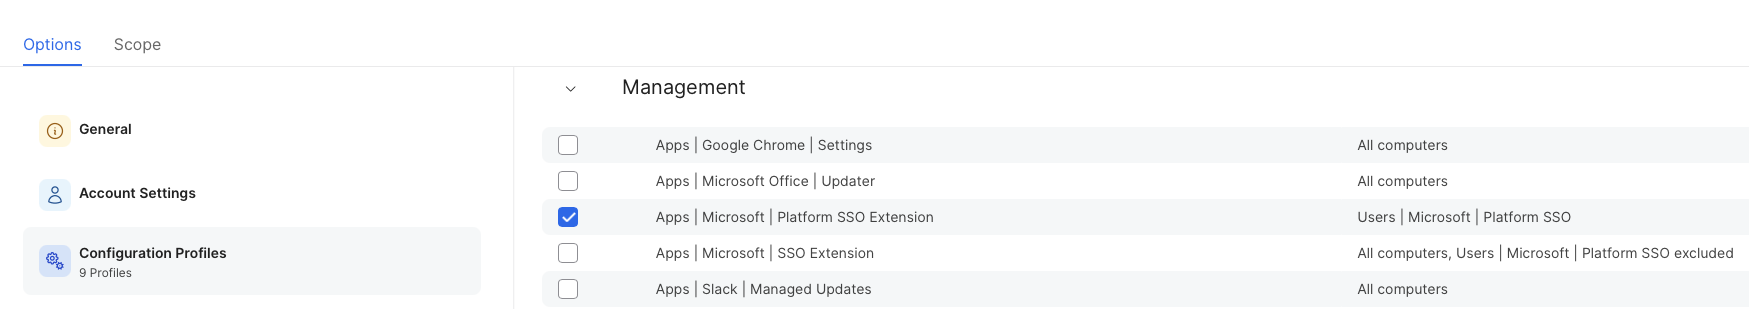 Options
Scope
General
Account Settings
Configuration Profiles
9 Profiles
Management
Apps | Google Chrome | Settings All computers
Apps | Microsoft Office | Updater All computers
Apps | Microsoft | Platform SSO Extension Users | Microsoft | Platform SSO
Apps | Microsoft | SSO Extension All computers, Users | Microsoft | Platform SSO excluded
Apps | Slack | Managed Updates All computers